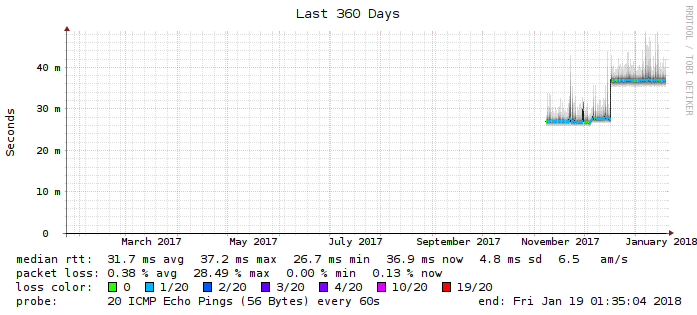 Last 360 Days
RRDTOOL / TOBI OETIKER
Seconds
40 m
30 m
20 m
10 m
0
March 2017 May 2017 July 2017 September 2017 November 2017 January 2018
median rtt: 31.7 ms avg 37.2 ms max 26.7 ms min 36.9 ms now 4.8 ms sd 6.5 am/s
packet loss: 0.38 % avg 28.49 % max 0.00 % min 0.13 % now
loss color: 0 1/20 2/20 3/20 4/20 10/20 19/20
probe: 20 ICMP Echo Pings (56 Bytes) every 60s end: Fri Jan 19 01:35:04 2018